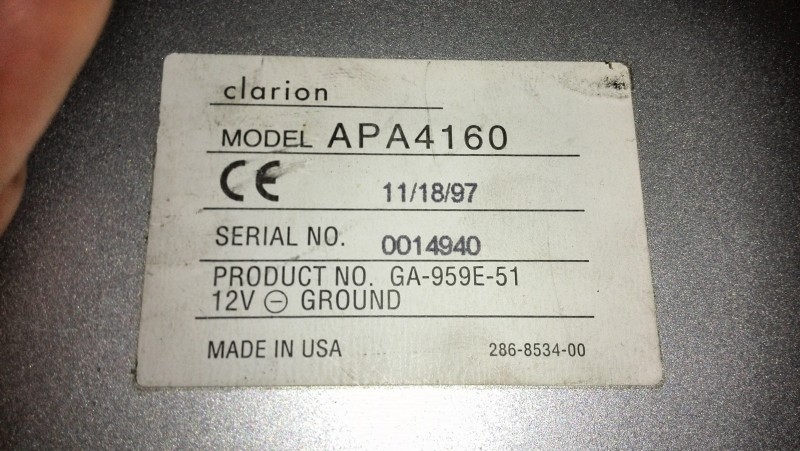 clarion
MODEL APA4160
CE 11/18/97
SERIAL NO. 0014940
PRODUCT NO. GA-959E-51
12V ⊖ GROUND
MADE IN USA 286-8534-00